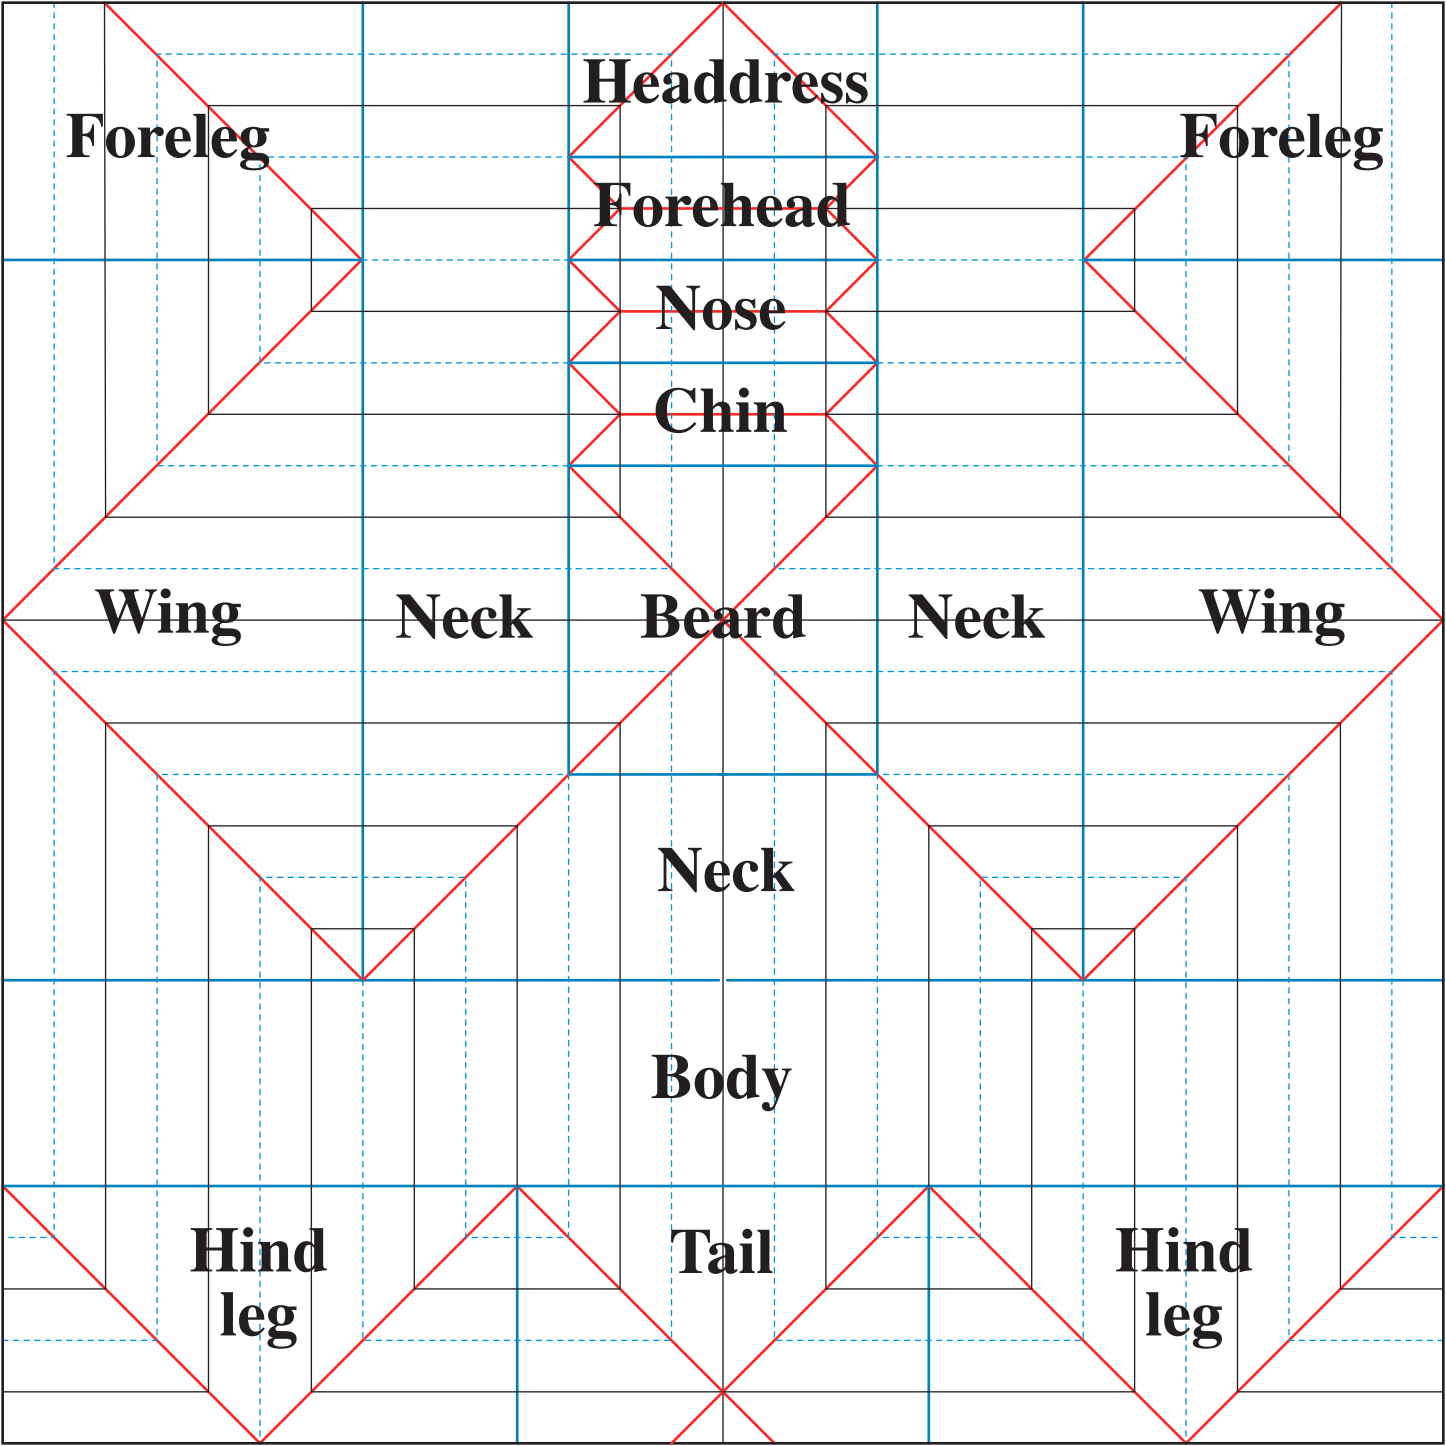 Headdress
Foreleg
Foreleg
Forehead
Nose
Chin
Wing
Neck
Beard
Neck
Wing
Neck
Body
Hind
leg
Tail
Hind
leg